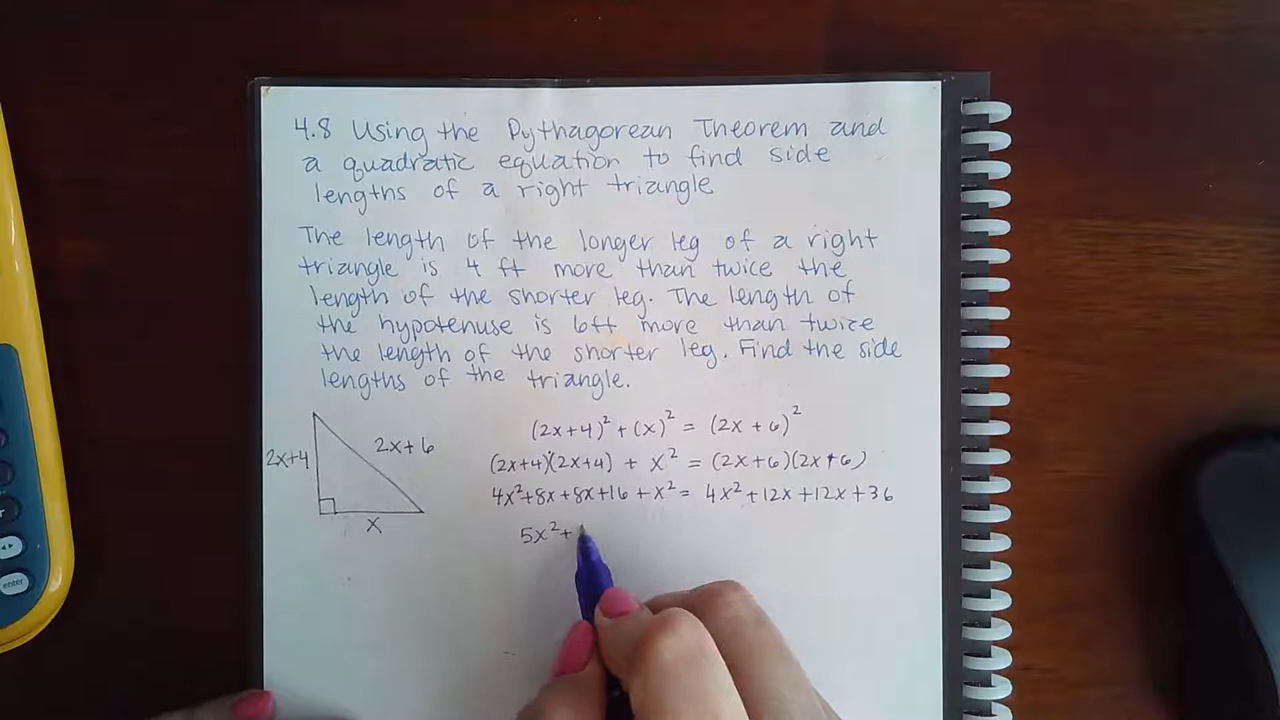 4.8 Using the Pythagorean Theorem and
a quadratic equation to find side
lengths of a right triangle
The length of the longer leg of a right
triangle is 4 ft more than twice the
length of the shorter leg. The length of
the hypotenuse is 6ft more than twice
the length of the shorter leg. Find the side
lengths of the triangle.
2x+4
2x+6
x
(2x+4)²+(x)² = (2x+6)²
(2x+4)(2x+4) + x² = (2x+6)(2x+6)
4x²+8x+8x+16+x² = 4x²+12x+12x+36
5x²+
enter